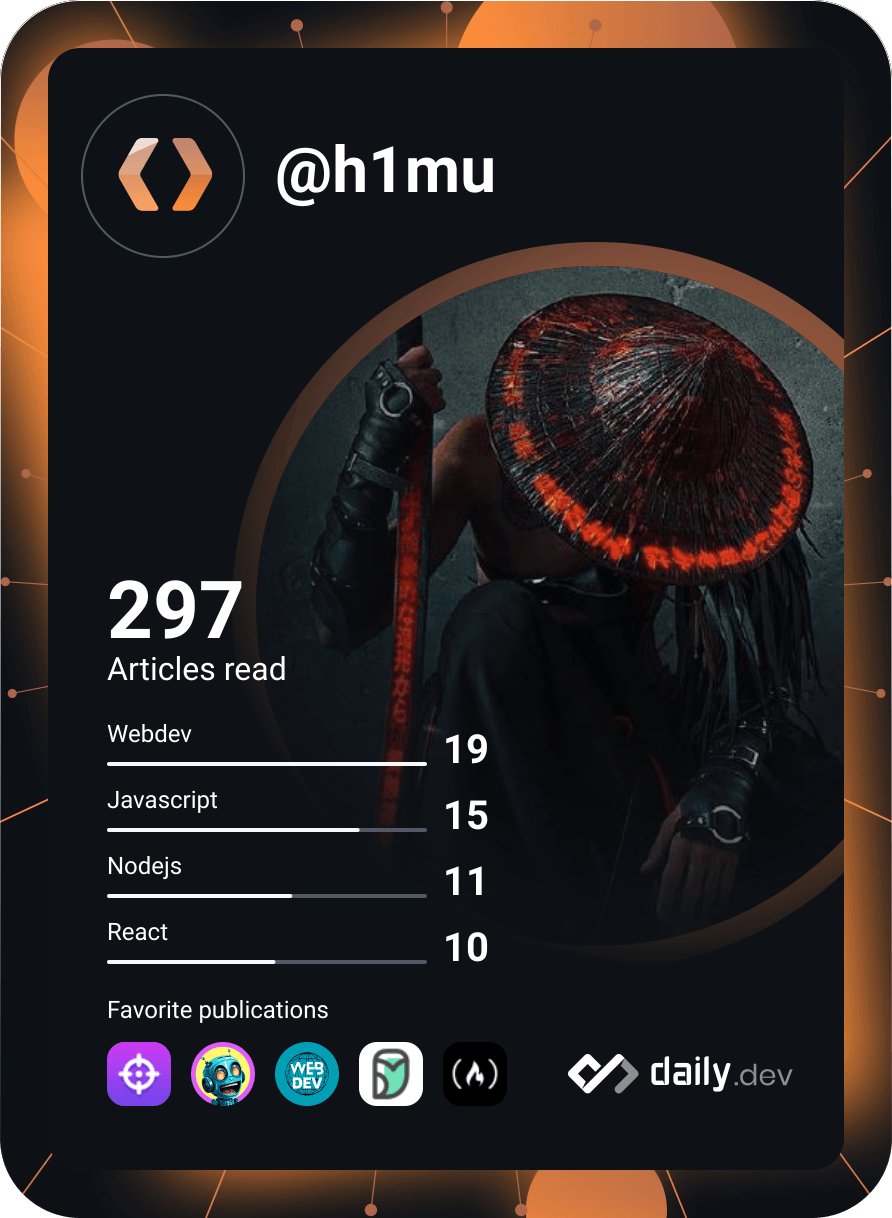 @h1mu
297
Articles read
Webdev
19
Javascript
15
Nodejs
11
React
10
Favorite publications
WEB
DEV
daily.dev